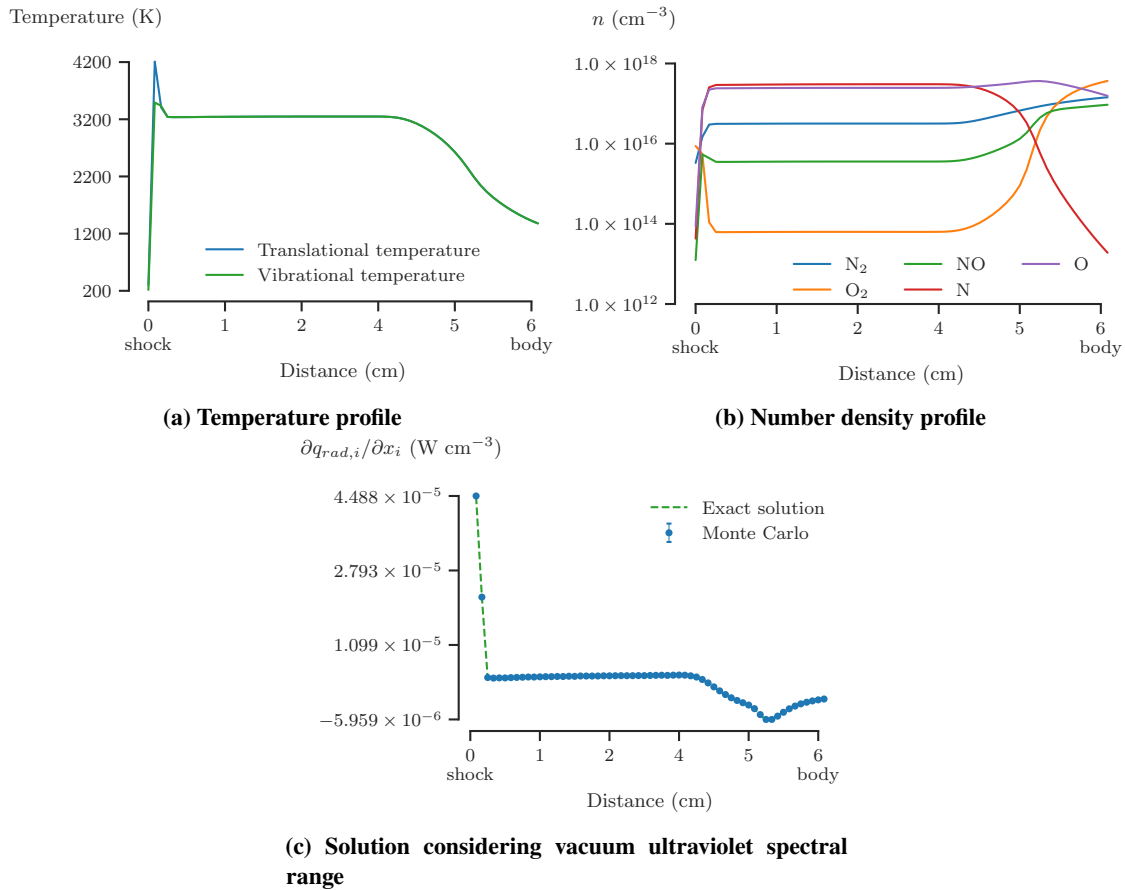 Temperature (K)
4200
3200
2200
1200
200
Translational temperature
Vibrational temperature
0 1 2 4 5 6
shock body
Distance (cm)
(a) Temperature profile
n (cm⁻³)
1.0 × 10¹⁸
1.0 × 10¹⁶
1.0 × 10¹⁴
1.0 × 10¹²
N₂ NO O
O₂ N
0 1 2 4 5 6
shock body
Distance (cm)
(b) Number density profile
∂q_{rad,i}/∂x_i (W cm⁻³)
4.488 × 10⁻⁵
2.793 × 10⁻⁵
1.099 × 10⁻⁵
−5.959 × 10⁻⁶
Exact solution
Monte Carlo
0 1 2 4 5 6
shock body
Distance (cm)
(c) Solution considering vacuum ultraviolet spectral
range